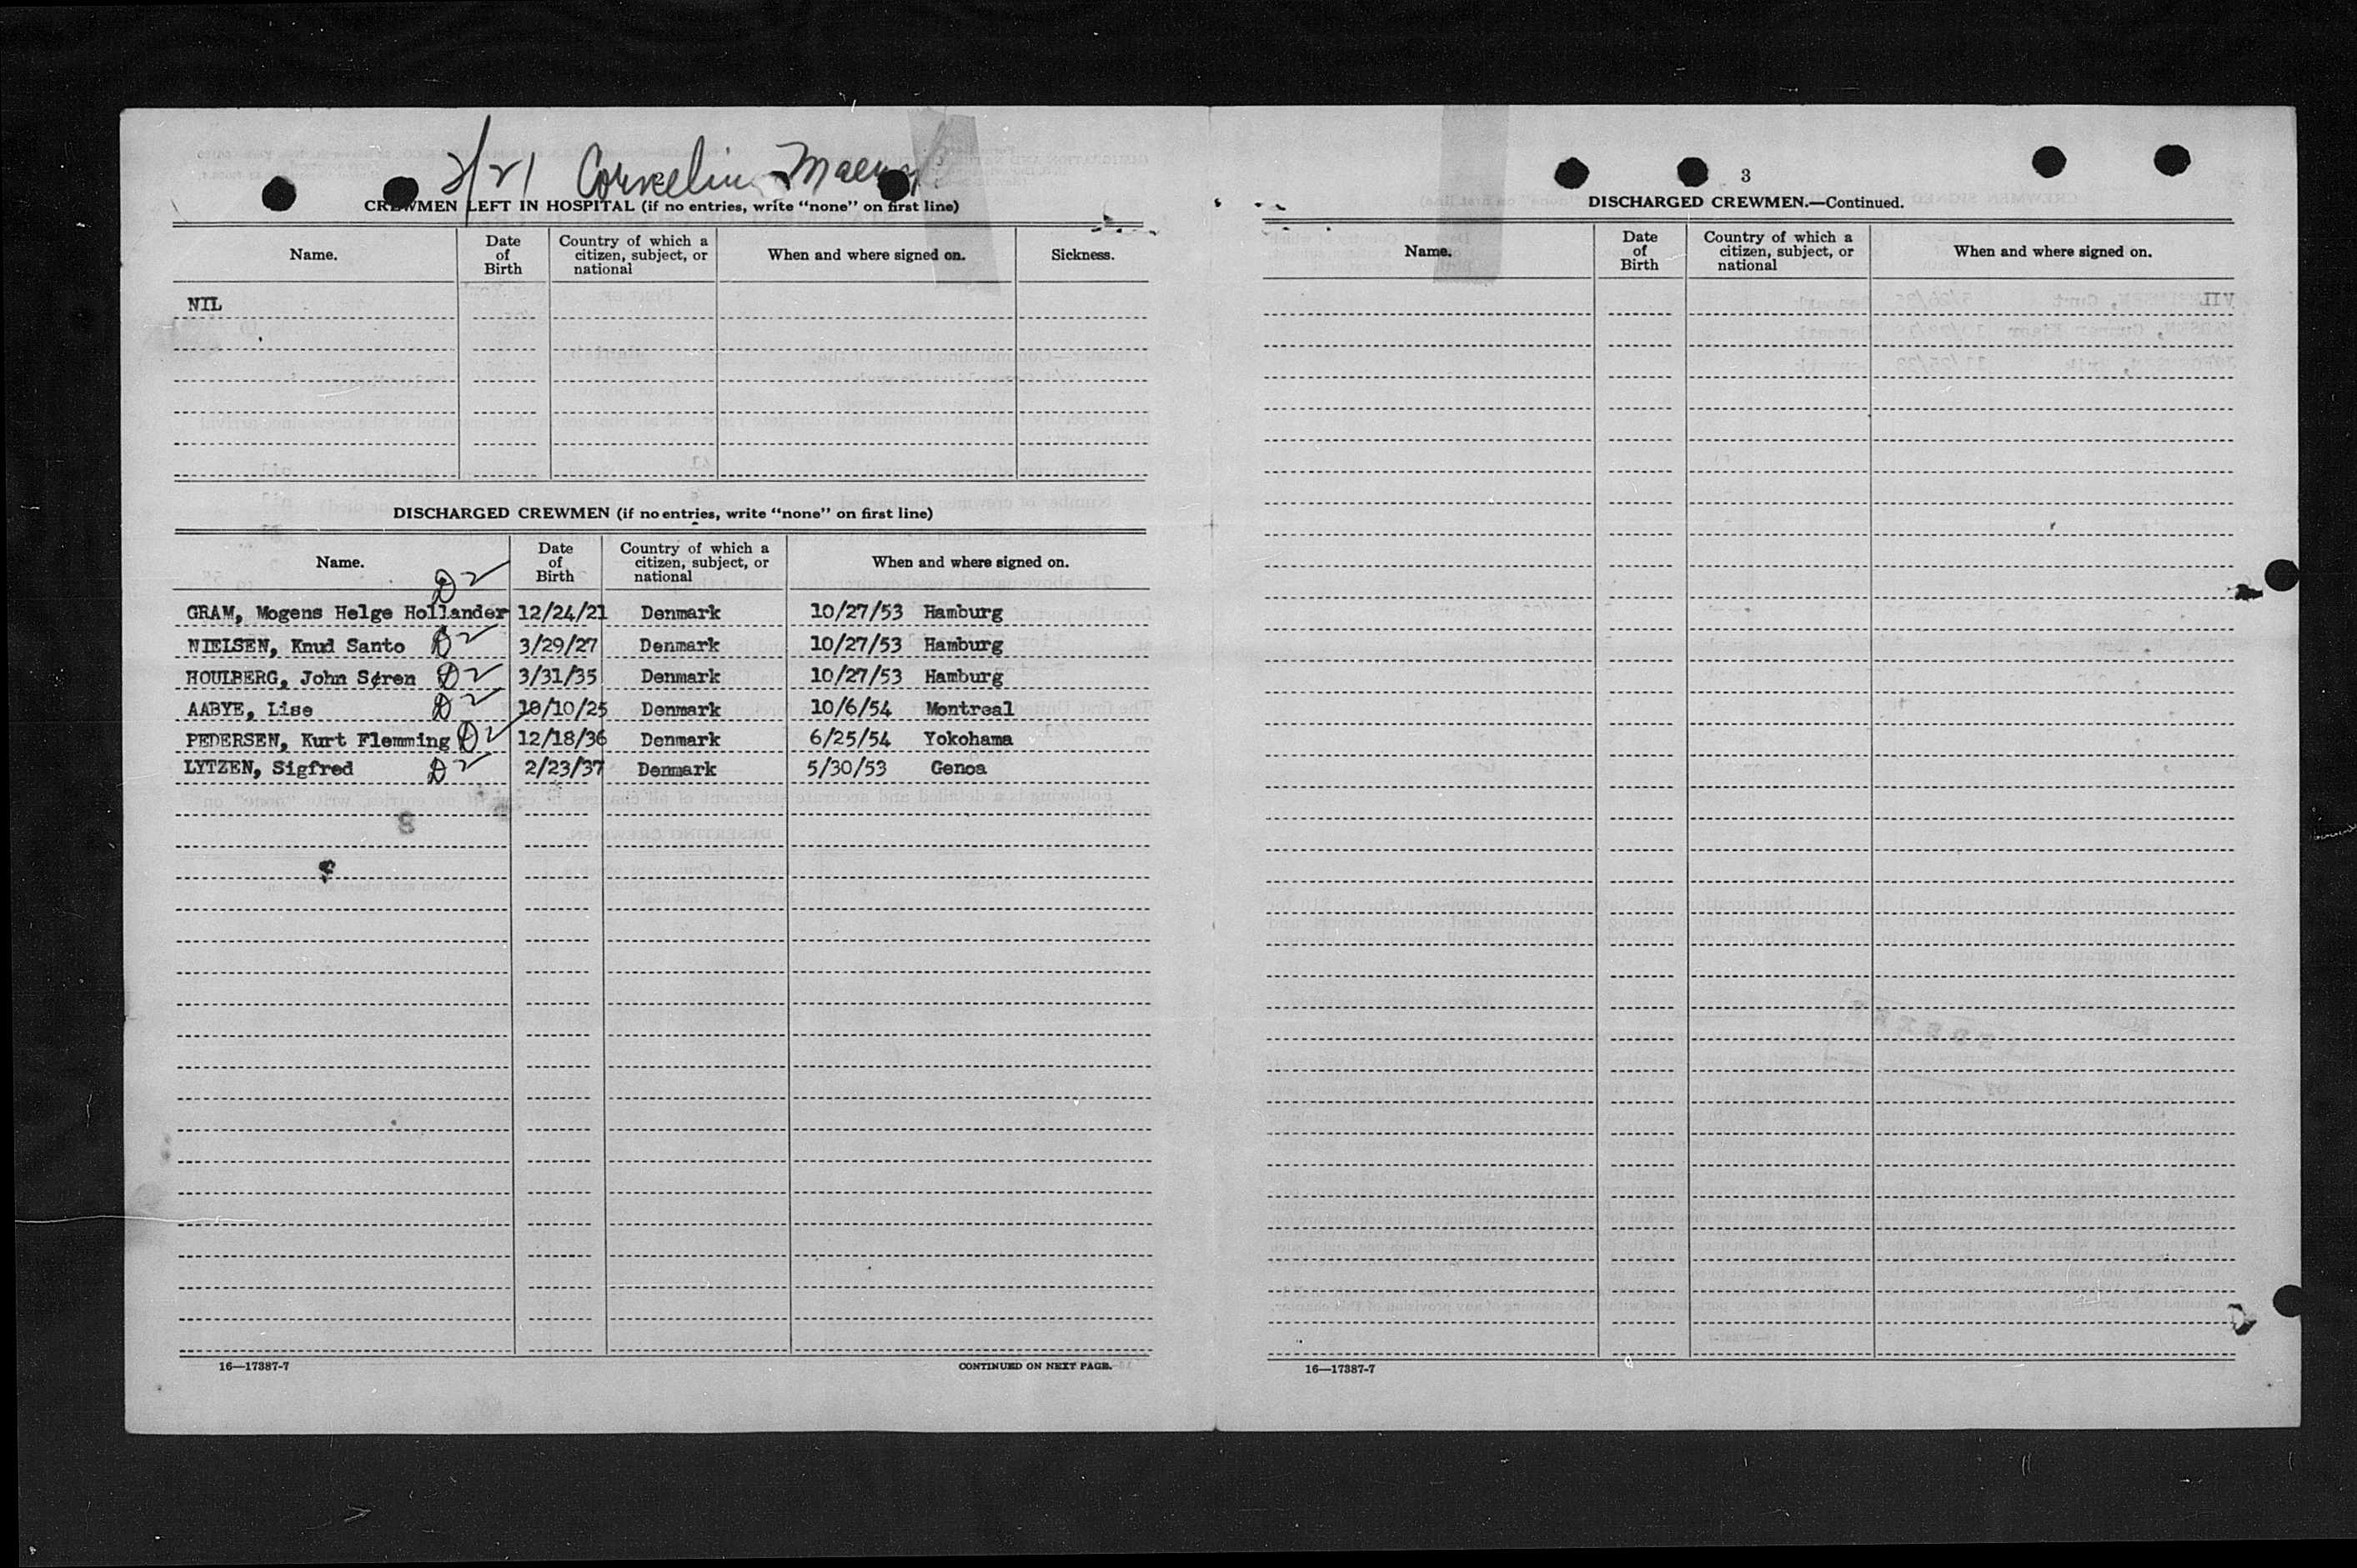 2/21 Cornelius Maersk
CREWMEN LEFT IN HOSPITAL (if no entries, write “none” on first line)
Name. Date of Birth Country of which a citizen, subject, or national When and where signed on. Sickness.
NIL
DISCHARGED CREWMEN (if no entries, write “none” on first line)
Name. Date of Birth Country of which a citizen, subject, or national When and where signed on.
D2
GRAM, Mogens Helge Hollander 12/24/21 Denmark 10/27/53 Hamburg
NIELSEN, Knud Santo D2 3/29/27 Denmark 10/27/53 Hamburg
HOULBERG, John Søren D2 3/31/35 Denmark 10/27/53 Hamburg
AABYE, Lise D2 10/10/25 Denmark 10/6/54 Montreal
PEDERSEN, Kurt Flemming D2 12/18/36 Denmark 6/25/54 Yokohama
LYTZEN, Sigfred D2 2/23/37 Denmark 5/30/53 Genoa
16—17387-7 CONTINUED ON NEXT PAGE.
3
DISCHARGED CREWMEN.—Continued.
Name. Date of Birth Country of which a citizen, subject, or national When and where signed on.
16—17387-7